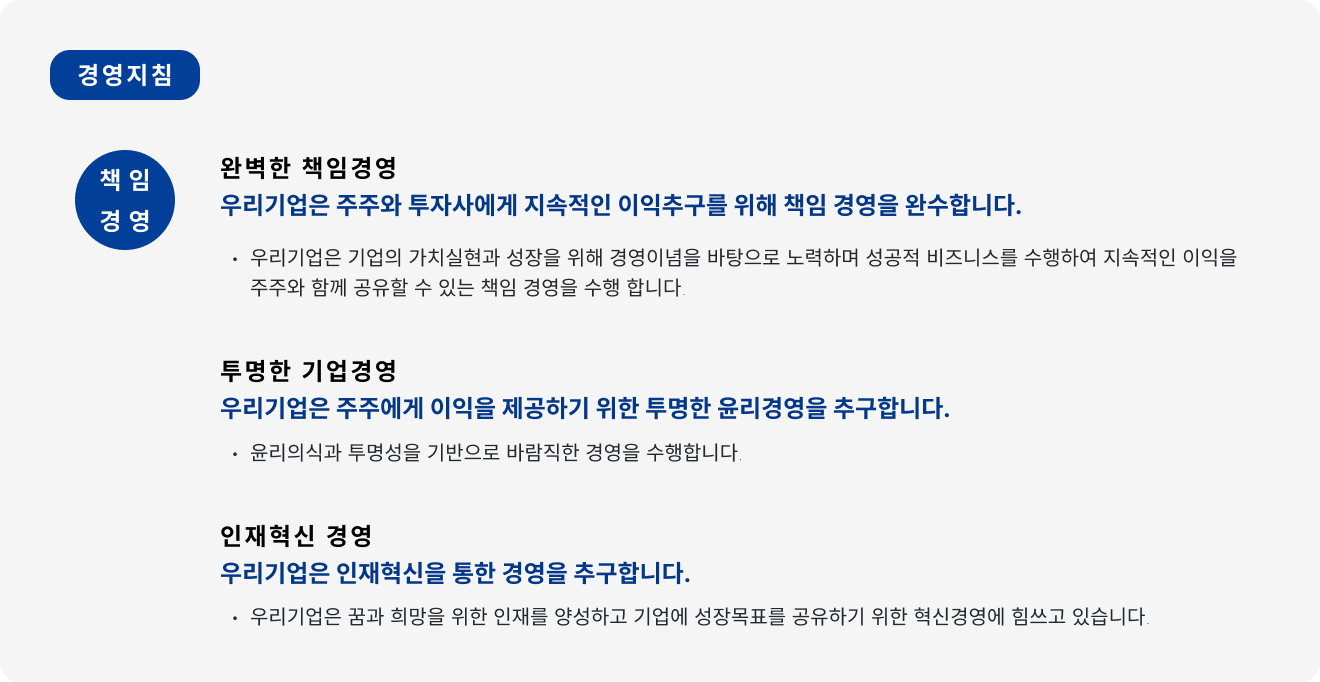 경영지침
책임
경영
완벽한 책임경영
우리기업은 주주와 투자사에게 지속적인 이익추구를 위해 책임 경영을 완수합니다.
• 우리기업은 기업의 가치실현과 성장을 위해 경영이념을 바탕으로 노력하며 성공적 비즈니스를 수행하여 지속적인 이익을
주주와 함께 공유할 수 있는 책임 경영을 수행 합니다.
투명한 기업경영
우리기업은 주주에게 이익을 제공하기 위한 투명한 윤리경영을 추구합니다.
• 윤리의식과 투명성을 기반으로 바람직한 경영을 수행합니다.
인재혁신 경영
우리기업은 인재혁신을 통한 경영을 추구합니다.
• 우리기업은 꿈과 희망을 위한 인재를 양성하고 기업에 성장목표를 공유하기 위한 혁신경영에 힘쓰고 있습니다.